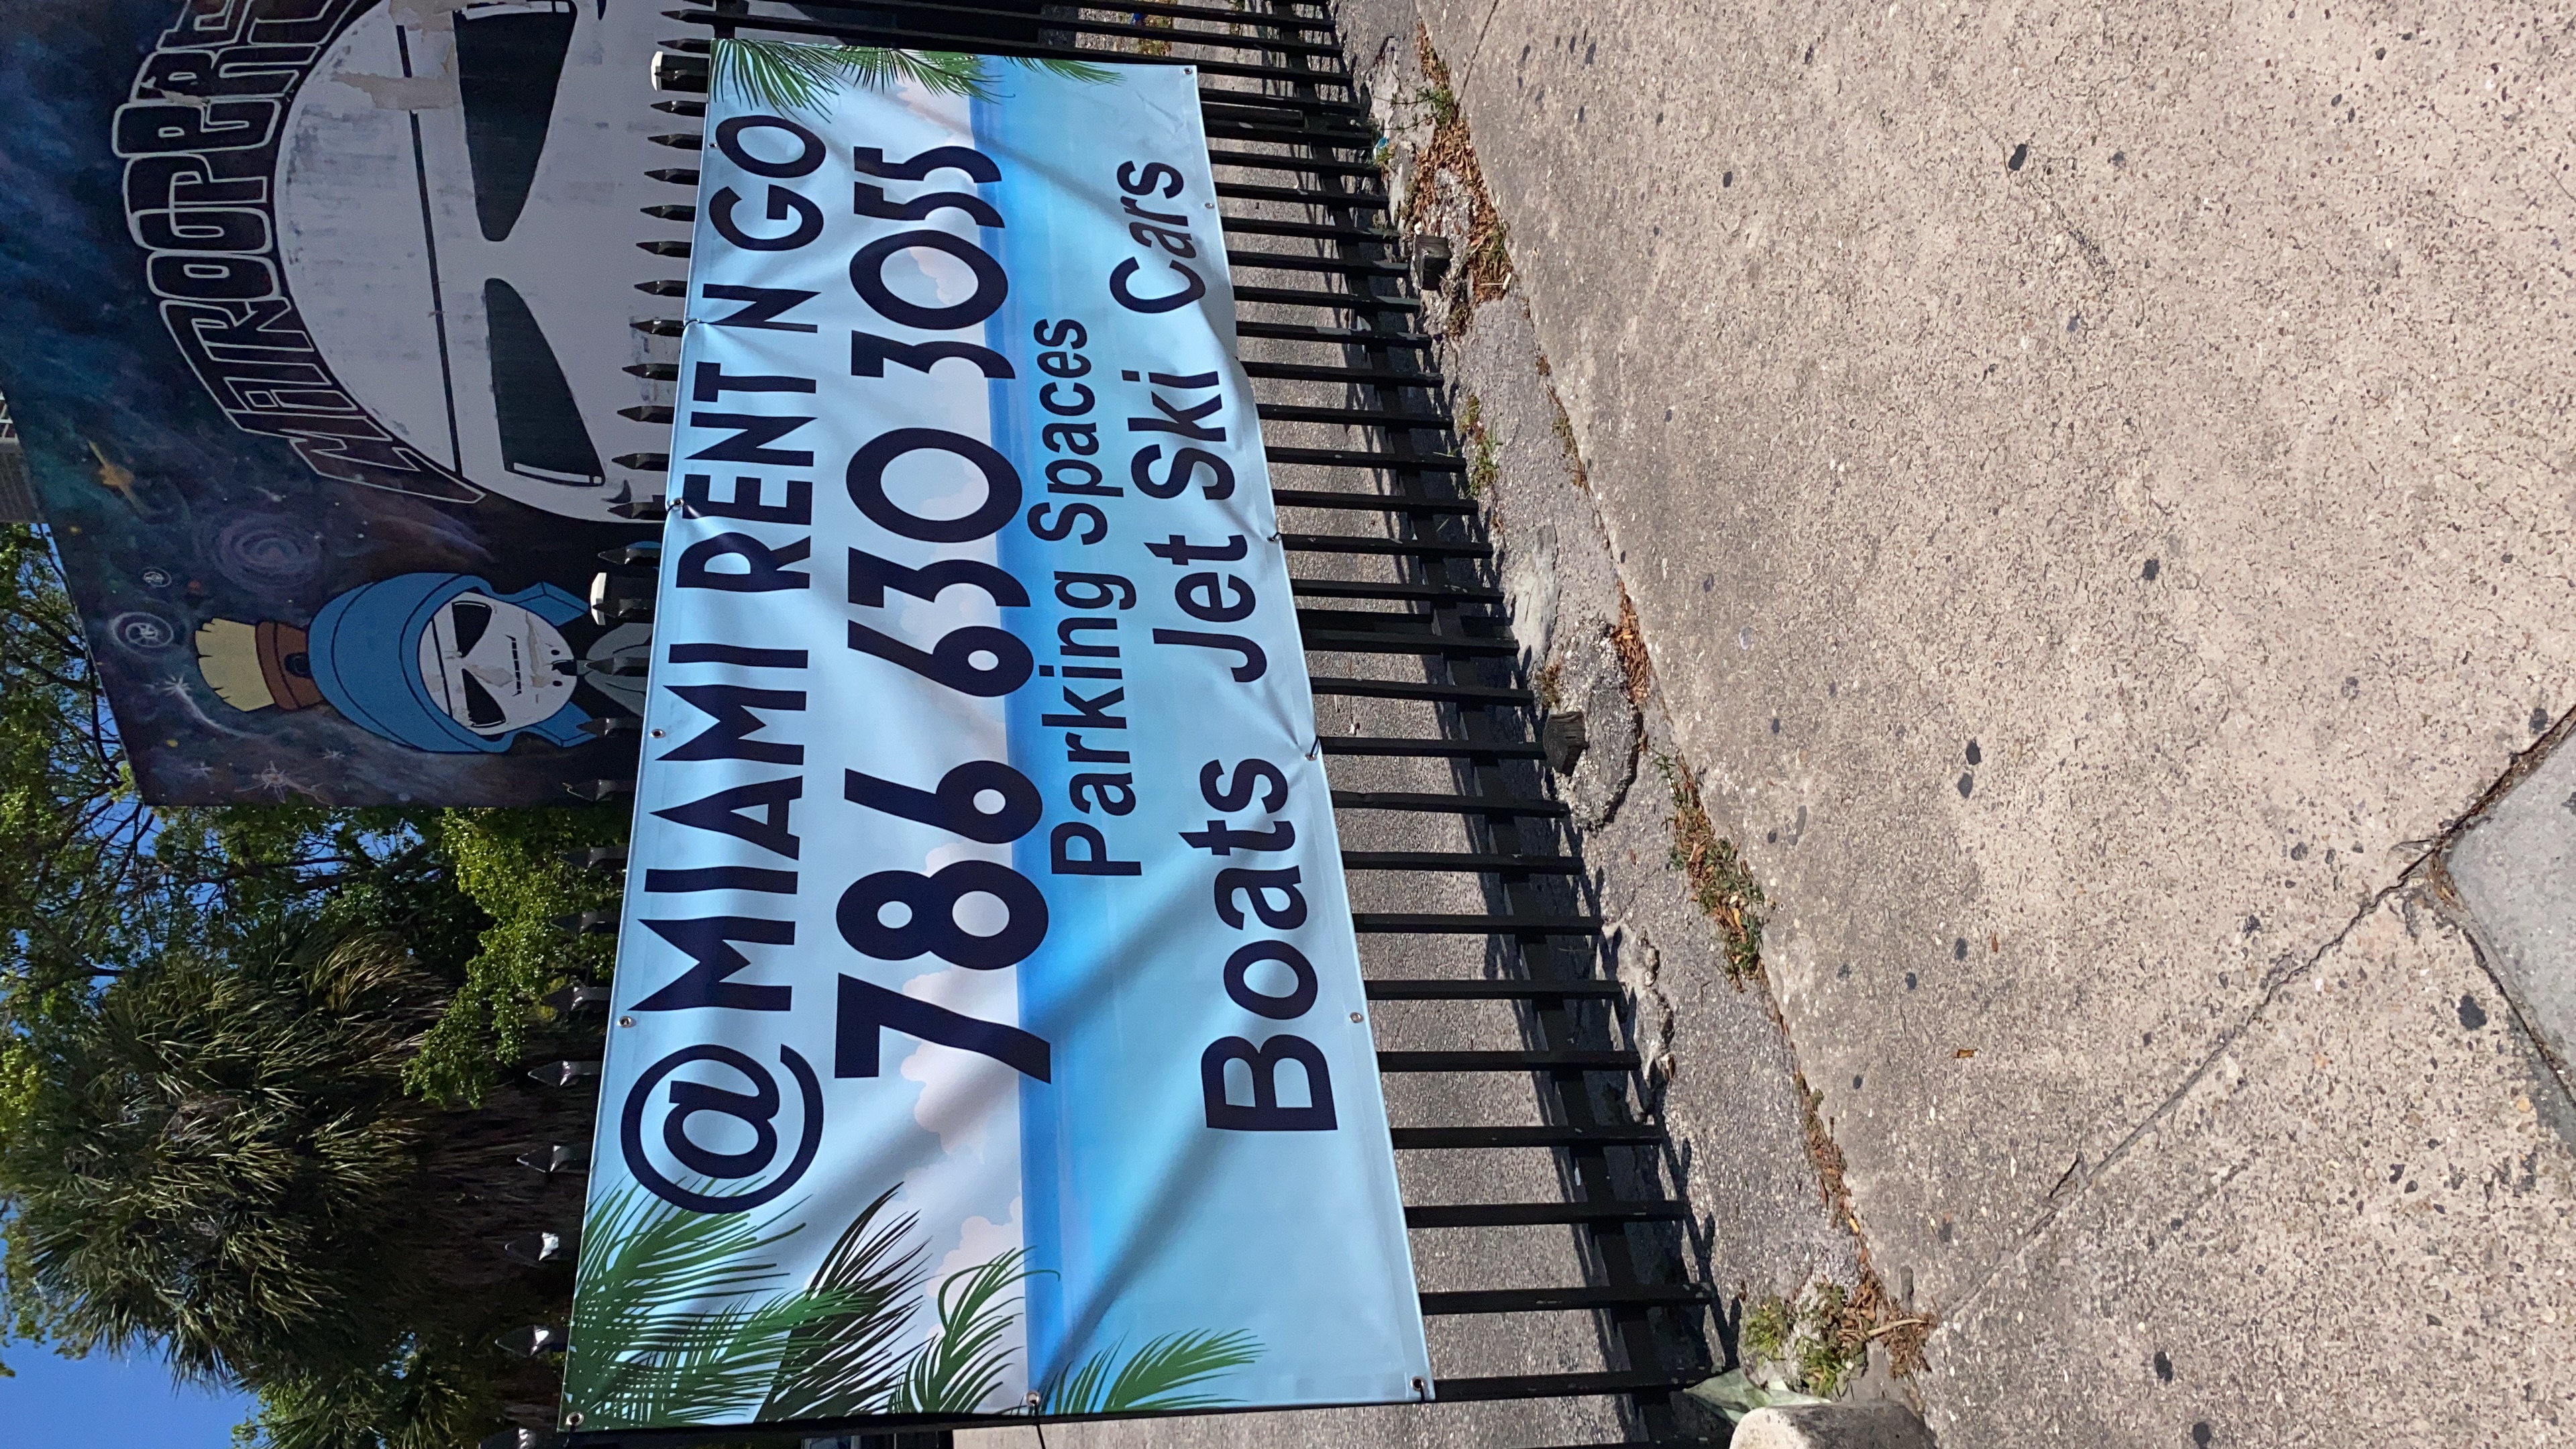 @MIAMI RENT N GO
786 630 3055
Parking Spaces
Boats Jet Ski Cars